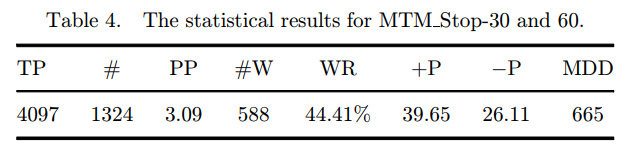 Table 4. The statistical results for MTM_Stop-30 and 60.
TP # PP #W WR +P −P MDD
4097 1324 3.09 588 44.41% 39.65 26.11 665